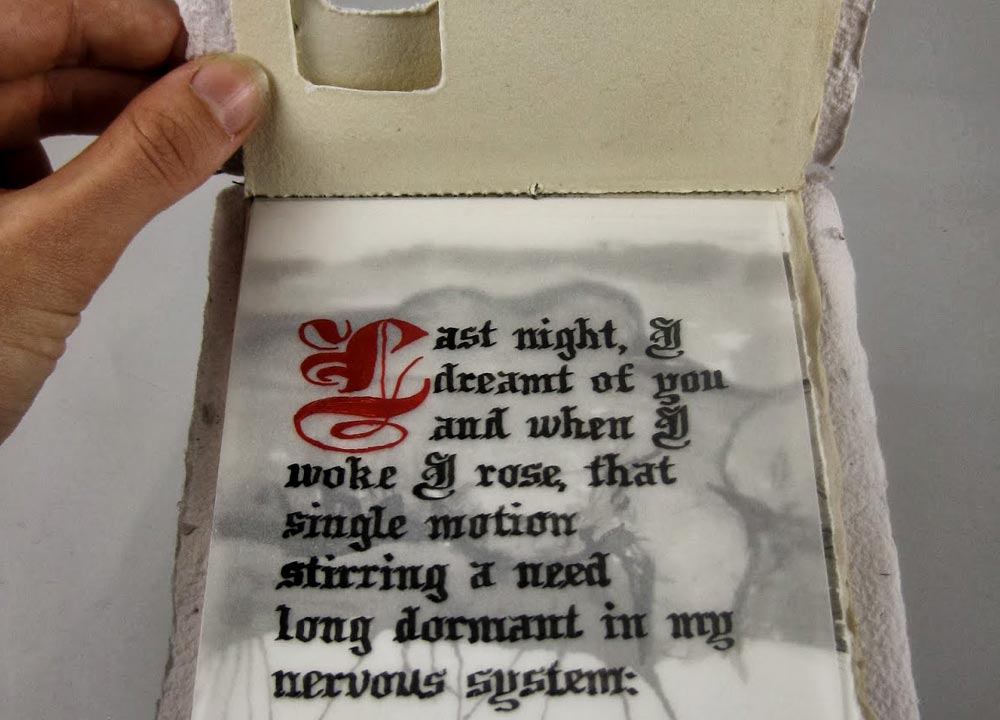 Last night, I
dreamt of you
and when I
woke I rose, that
single motion
stirring a need
long dormant in my
nervous system: